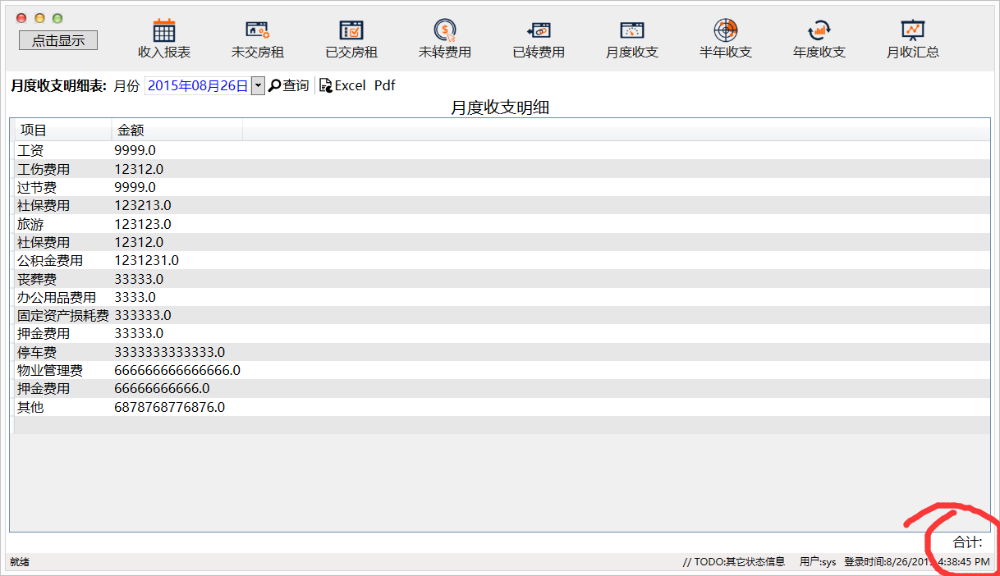 点击显示
收入报表 未交房租 已交房租 未转费用 已转费用 月度收支 半年收支 年度收支 月收汇总
月度收支明细表: 月份 2015年08月26日 查询 Excel Pdf
月度收支明细
项目 金额
工资 9999.0
工伤费用 12312.0
过节费 9999.0
社保费用 123213.0
旅游 123123.0
社保费用 12312.0
公积金费用 1231231.0
丧葬费 33333.0
办公用品费用 3333.0
固定资产损耗费 333333.0
押金费用 33333.0
停车费 3333333333333.0
物业管理费 666666666666666.0
押金费用 66666666666.0
其他 6878768776876.0
合计:
就绪 // TODO:其它状态信息 用户:sys 登录时间:8/26/2015 4:38:45 PM